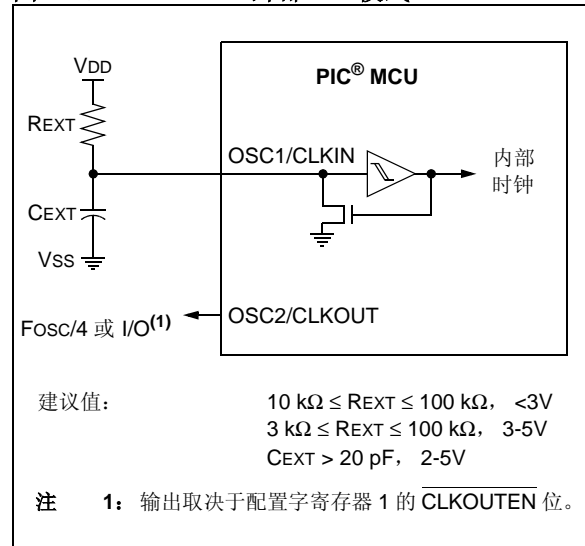 VDD
PIC® MCU
REXT
OSC1/CLKIN
内部
时钟
CEXT
VSS
OSC2/CLKOUT
FOSC/4 或 I/O(1)
建议值: 10 kΩ ≤ REXT ≤ 100 kΩ, <3V
3 kΩ ≤ REXT ≤ 100 kΩ, 3-5V
CEXT > 20 pF, 2-5V
注 1: 输出取决于配置字寄存器 1 的 CLKOUTEN 位。